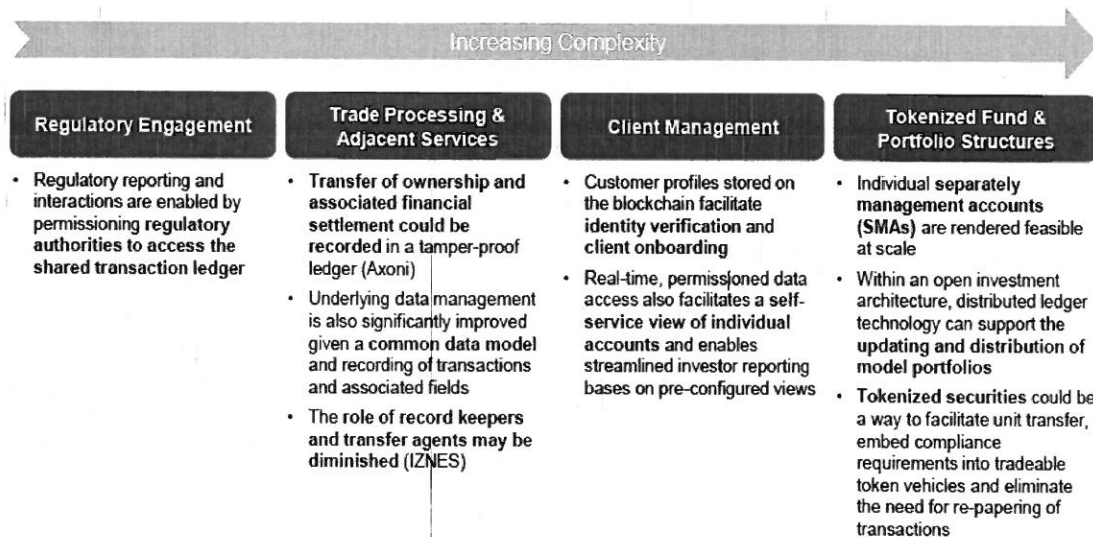 Increasing Complexity
Regulatory Engagement
• Regulatory reporting and
interactions are enabled by
permissioning regulatory
authorities to access the
shared transaction ledger
Trade Processing &
Adjacent Services
• Transfer of ownership and
associated financial
settlement could be
recorded in a tamper-proof
ledger (Axoni)
• Underlying data management
is also significantly improved
given a common data model
and recording of transactions
and associated fields
• The role of record keepers
and transfer agents may be
diminished (IZNES)
Client Management
• Customer profiles stored on
the blockchain facilitate
identity verification and
client onboarding
• Real-time, permissioned data
access also facilitates a self-
service view of individual
accounts and enables
streamlined investor reporting
bases on pre-configured views
Tokenized Fund &
Portfolio Structures
• Individual separately
management accounts
(SMAs) are rendered feasible
at scale
• Within an open investment
architecture, distributed ledger
technology can support the
updating and distribution of
model portfolios
• Tokenized securities could be
a way to facilitate unit transfer,
embed compliance
requirements into tradeable
token vehicles and eliminate
the need for re-papering of
transactions